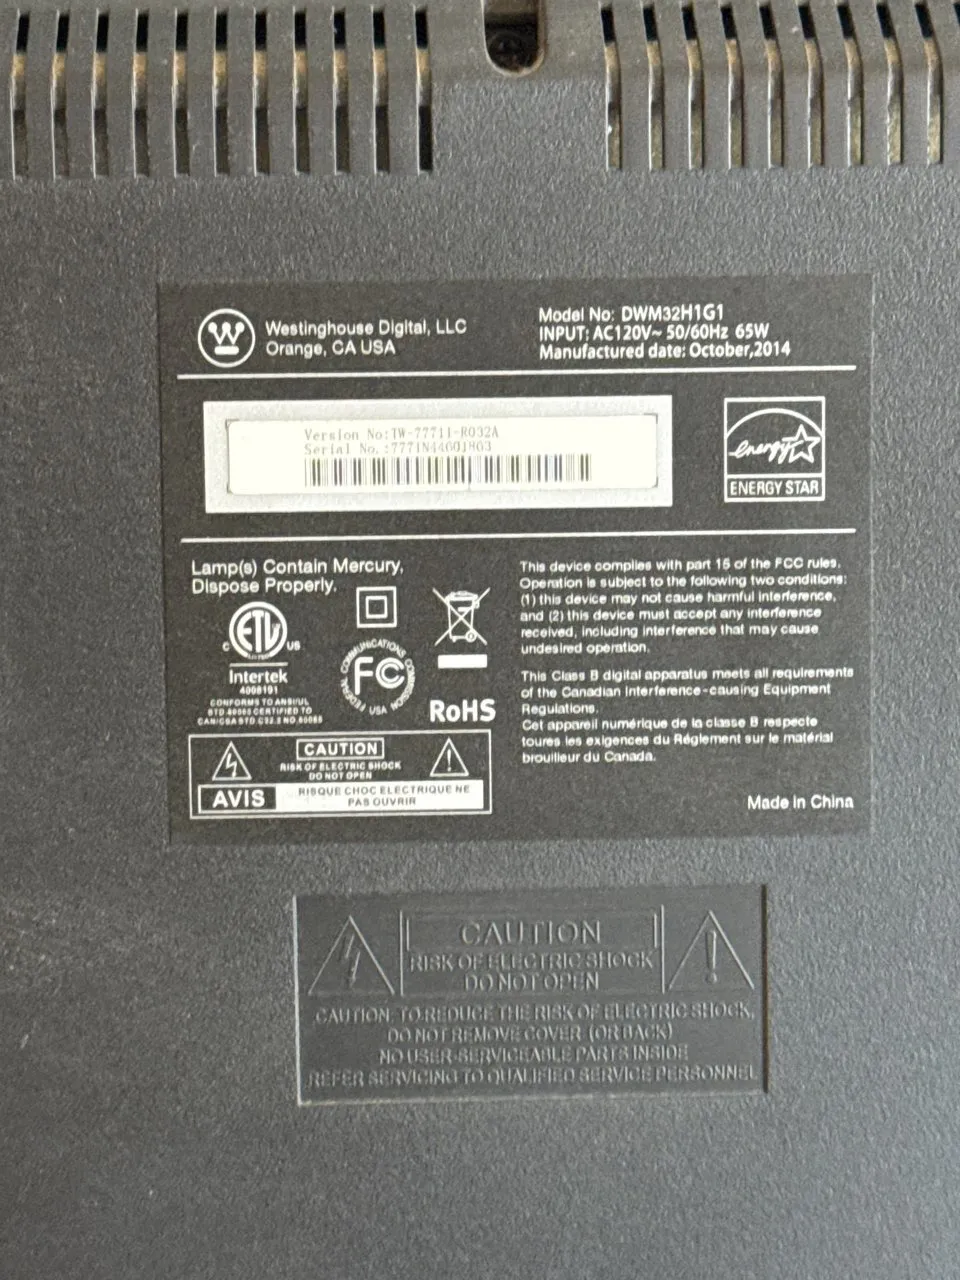 Westinghouse Digital, LLC
Orange, CA USA
Model No: DWM32H1G1
INPUT: AC120V~ 50/60Hz 65W
Manufactured date: October,2014
Version No:TW-77711-R032A
Serial No.:7771N44601863
energy
ENERGY STAR
Lamp(s) Contain Mercury,
Dispose Properly.
ETL
C US
LISTED
Intertek
4008191
CONFORMS TO ANSI/UL
STD 60065 CERTIFIED TO
CAN/CSA STD C22.2 NO.60065
FEDERAL COMMUNICATIONS COMMISSION
FC
USA
RoHS
CAUTION
RISK OF ELECTRIC SHOCK
DO NOT OPEN
AVIS
RISQUE CHOC ELECTRIQUE NE
PAS OUVRIR
This device complies with part 15 of the FCC rules.
Operation is subject to the following two conditions:
(1) this device may not cause harmful interference,
and (2) this device must accept any interference
received, including interference that may cause
undesired operation.
This Class B digital apparatus meets all requirements
of the Canadian Interference-causing Equipment
Regulations.
Cet appareil numérique de la classe B respecte
toures les exigences du Réglement sur le matérial
brouilleur du Canada.
Made in China
CAUTION
RISK OF ELECTRIC SHOCK
DO NOT OPEN
CAUTION: TO REDUCE THE RISK OF ELECTRIC SHOCK,
DO NOT REMOVE COVER (OR BACK)
NO USER-SERVICEABLE PARTS INSIDE
REFER SERVICING TO QUALIFIED SERVICE PERSONNEL